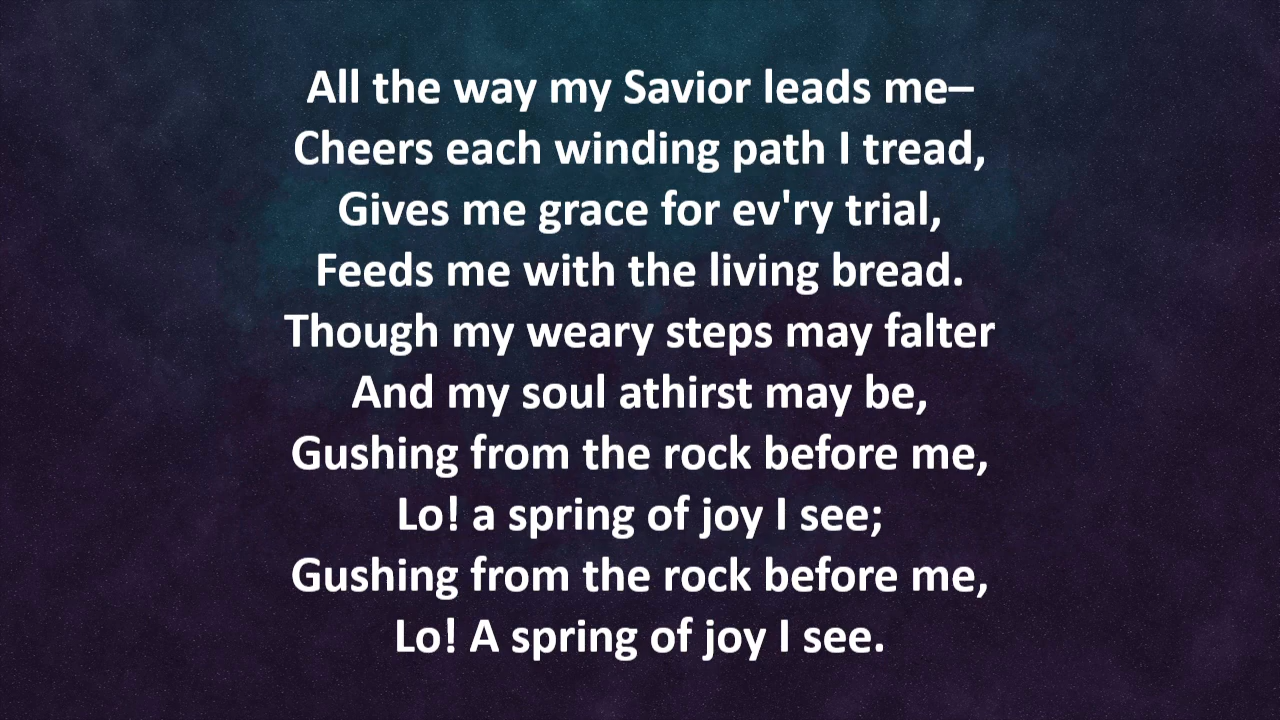 All the way my Savior leads me–
Cheers each winding path I tread,
Gives me grace for ev'ry trial,
Feeds me with the living bread.
Though my weary steps may falter
And my soul athirst may be,
Gushing from the rock before me,
Lo! a spring of joy I see;
Gushing from the rock before me,
Lo! A spring of joy I see.